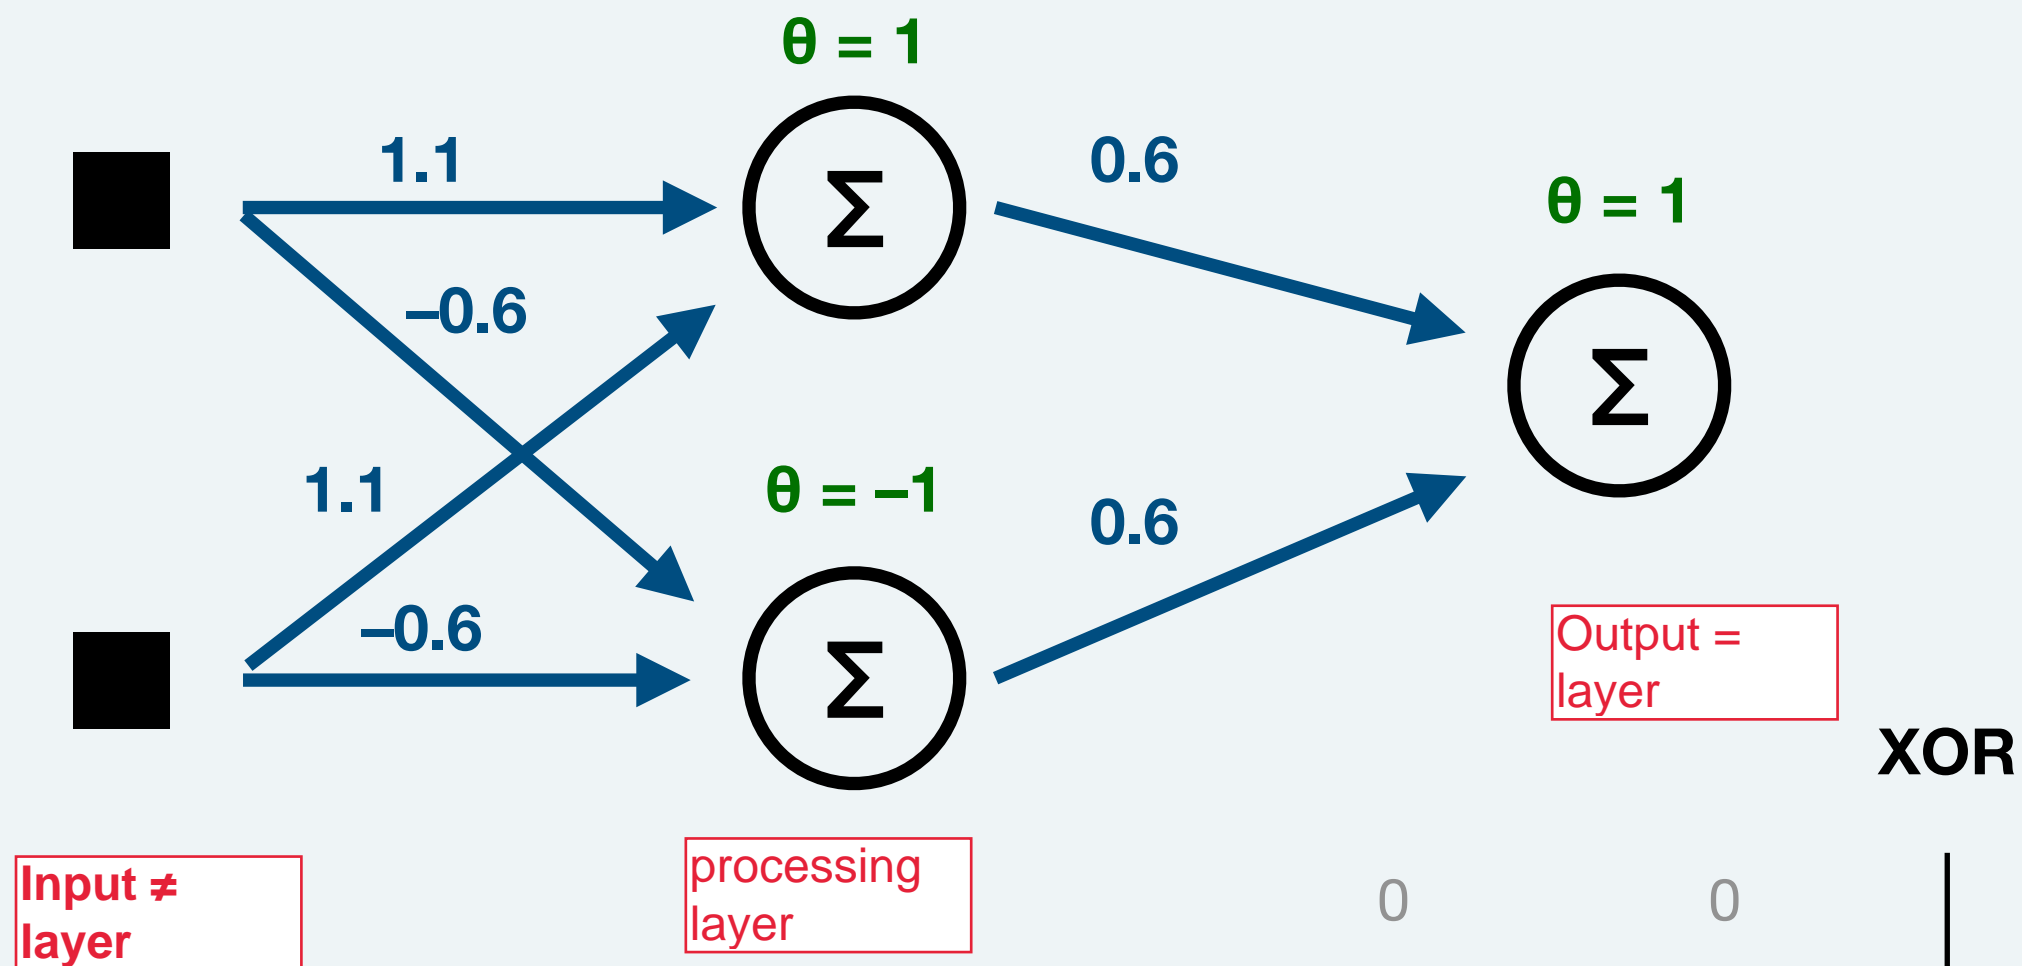 θ = 1
1.1
0.6
Σ
θ = 1
–0.6
Σ
1.1
θ = –1
0.6
–0.6
Σ
Output =
layer
XOR
processing
layer
Input ≠
layer
0 0